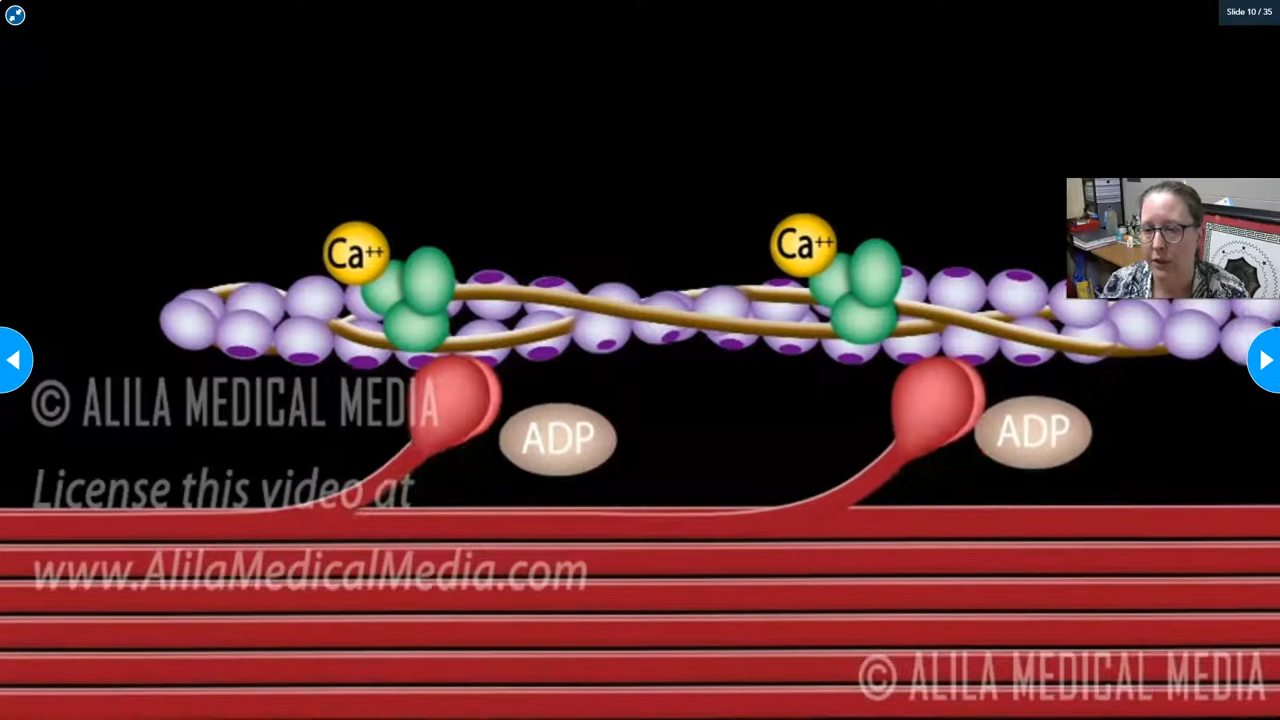 Slide 10 / 35
Ca++
Ca++
ADP
ADP
© ALILA MEDICAL MEDIA
License this video at
www.AlilaMedicalMedia.com
© ALILA MEDICAL MEDIA